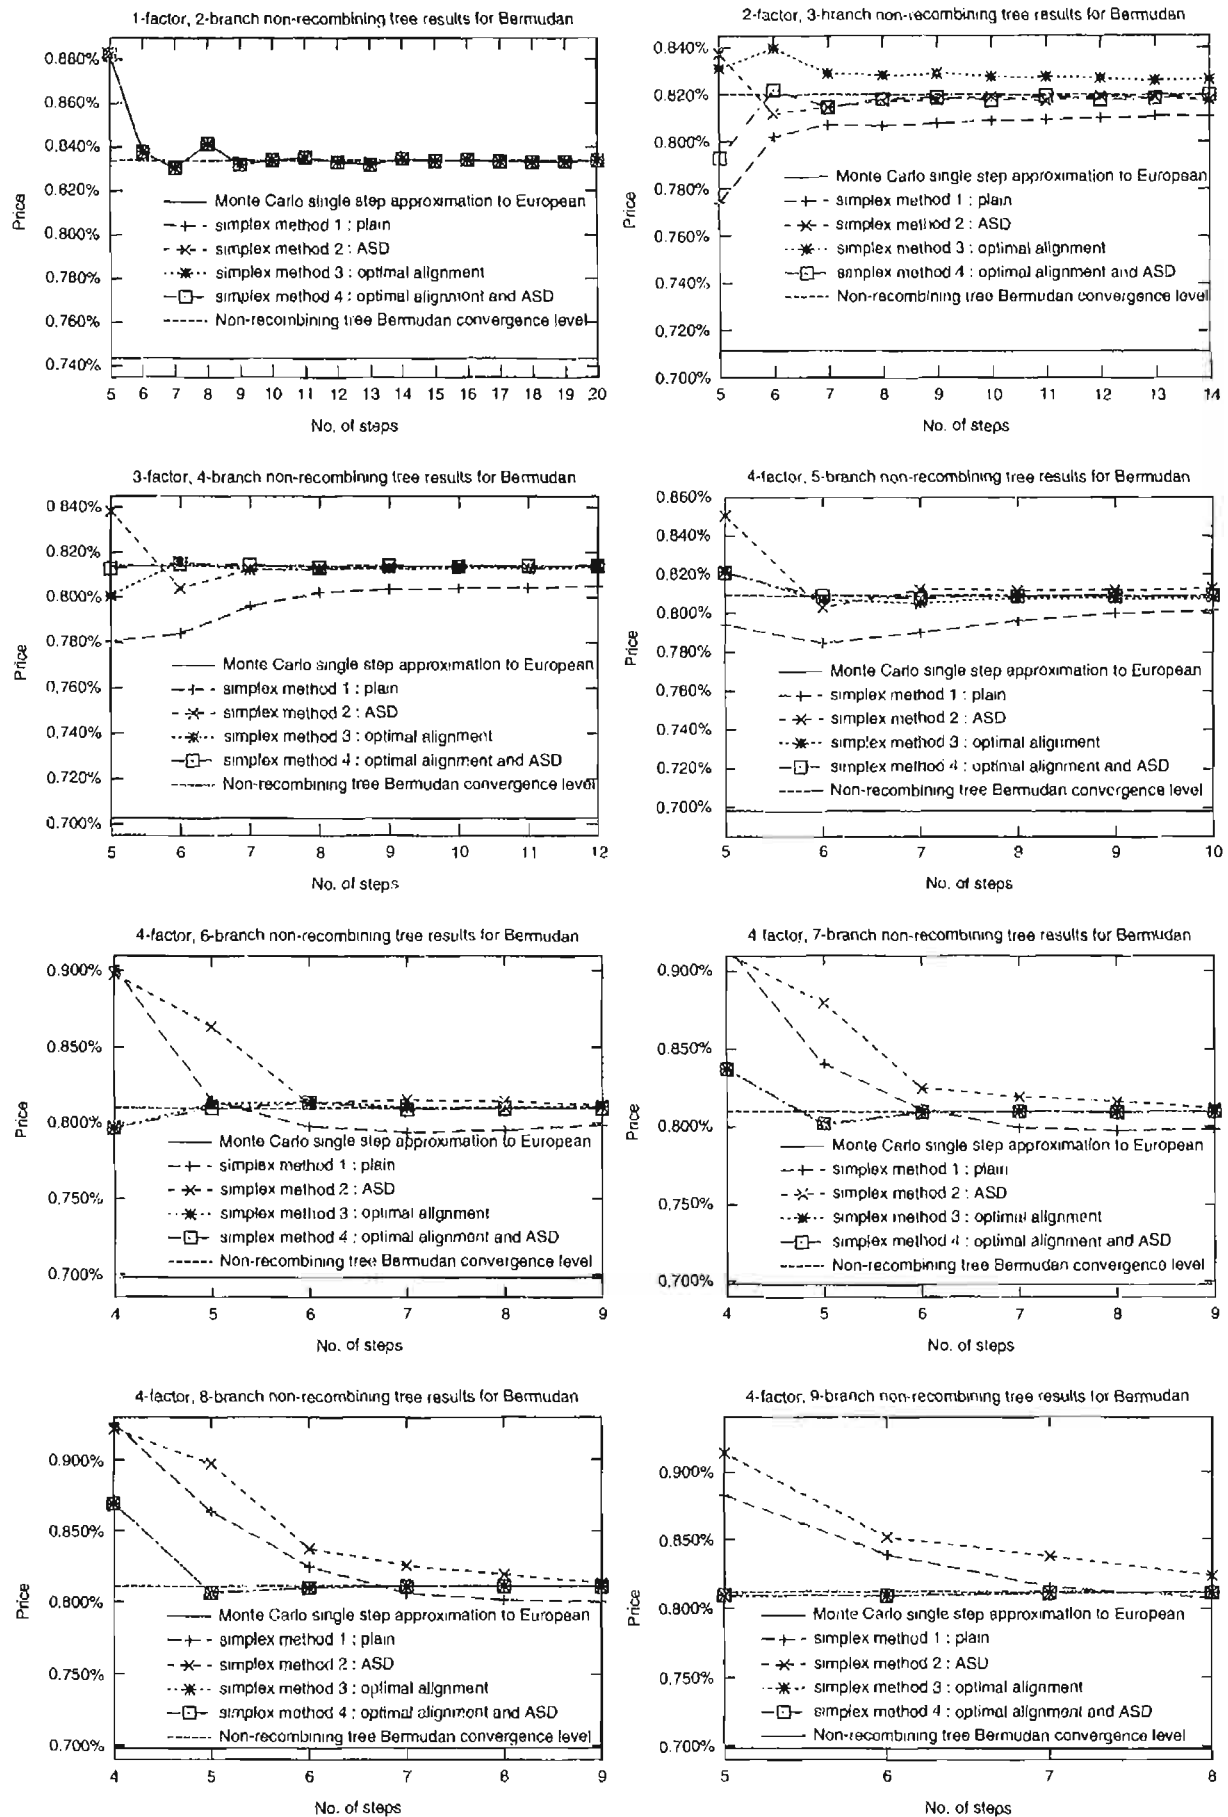 1-factor, 2-branch non-recombining tree results for Bermudan
0.880%
0.860%
0.840%
0.820%
0.800%
0.780%
0.760%
0.740%
Price
Monte Carlo single step approximation to European
simplex method 1 : plain
simplex method 2 : ASD
simplex method 3 : optimal alignment
simplex method 4 : optimal alignment and ASD
Non-recombining tree Bermudan convergence level
5 6 7 8 9 10 11 12 13 14 15 16 17 18 19 20
No. of steps
2-factor, 3-branch non-recombining tree results for Bermudan
0.840%
0.820%
0.800%
0.780%
0.760%
0.740%
0.720%
0.700%
Price
Monte Carlo single step approximation to European
simplex method 1 : plain
simplex method 2 : ASD
simplex method 3 : optimal alignment
simplex method 4 : optimal alignment and ASD
Non-recombining tree Bermudan convergence level
5 6 7 8 9 10 11 12 13 14
No. of steps
3-factor, 4-branch non-recombining tree results for Bermudan
0.840%
0.820%
0.800%
0.780%
0.760%
0.740%
0.720%
0.700%
Price
Monte Carlo single step approximation to European
simplex method 1 : plain
simplex method 2 : ASD
simplex method 3 : optimal alignment
simplex method 4 : optimal alignment and ASD
Non-recombining tree Bermudan convergence level
5 6 7 8 9 10 11 12
No. of steps
4-factor, 5-branch non-recombining tree results for Bermudan
0.860%
0.840%
0.820%
0.800%
0.780%
0.760%
0.740%
0.720%
0.700%
Price
Monte Carlo single step approximation to European
simplex method 1 : plain
simplex method 2 : ASD
simplex method 3 : optimal alignment
simplex method 4 : optimal alignment and ASD
Non-recombining tree Bermudan convergence level
5 6 7 8 9 10
No. of steps
4-factor, 6-branch non-recombining tree results for Bermudan
0.900%
0.850%
0.800%
0.750%
0.700%
Price
Monte Carlo single step approximation to European
simplex method 1 : plain
simplex method 2 : ASD
simplex method 3 : optimal alignment
simplex method 4 : optimal alignment and ASD
Non-recombining tree Bermudan convergence level
4 5 6 7 8 9
No. of steps
4 factor, 7-branch non-recombining tree results for Bermudan
0.900%
0.850%
0.800%
0.750%
0.700%
Price
Monte Carlo single step approximation to European
simplex method 1 : plain
simplex method 2 : ASD
simplex method 3 : optimal alignment
simplex method 4 : optimal alignment and ASD
Non-recombining tree Bermudan convergence level
4 5 6 7 8 9
No. of steps
4-factor, 8-branch non-recombining tree results for Bermudan
0.900%
0.850%
0.800%
0.750%
0.700%
Price
Monte Carlo single step approximation to European
simplex method 1 : plain
simplex method 2 : ASD
simplex method 3 : optimal alignment
simplex method 4 : optimal alignment and ASD
Non-recombining tree Bermudan convergence level
4 5 6 7 8 9
No. of steps
4-factor, 9-branch non-recombining tree results for Bermudan
0.900%
0.850%
0.800%
0.750%
0.700%
Price
Monte Carlo single step approximation to European
simplex method 1 : plain
simplex method 2 : ASD
simplex method 3 : optimal alignment
simplex method 4 : optimal alignment and ASD
Non-recombining tree Bermudan convergence level
5 6 7 8
No. of steps